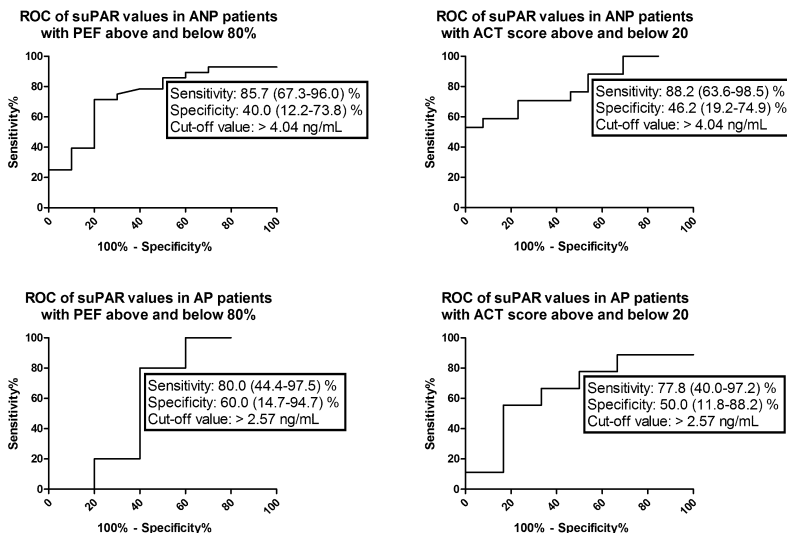 ROC of suPAR values in ANP patients
with PEF above and below 80%
100
80
60
40
20
0
Sensitivity%
Sensitivity: 85.7 (67.3-96.0) %
Specificity: 40.0 (12.2-73.8) %
Cut-off value: > 4.04 ng/mL
0
20
40
60
80
100
100% - Specificity%
ROC of suPAR values in ANP patients
with ACT score above and below 20
100
80
60
40
20
0
Sensitivity%
Sensitivity: 88.2 (63.6-98.5) %
Specificity: 46.2 (19.2-74.9) %
Cut-off value: > 4.04 ng/mL
0
20
40
60
80
100
100% - Specificity%
ROC of suPAR values in AP patients
with PEF above and below 80%
100
80
60
40
20
0
Sensitivity%
Sensitivity: 80.0 (44.4-97.5) %
Specificity: 60.0 (14.7-94.7) %
Cut-off value: > 2.57 ng/mL
0
20
40
60
80
100
100% - Specificity%
ROC of suPAR values in AP patients
with ACT score above and below 20
100
80
60
40
20
0
Sensitivity%
Sensitivity: 77.8 (40.0-97.2) %
Specificity: 50.0 (11.8-88.2) %
Cut-off value: > 2.57 ng/mL
0
20
40
60
80
100
100% - Specificity%